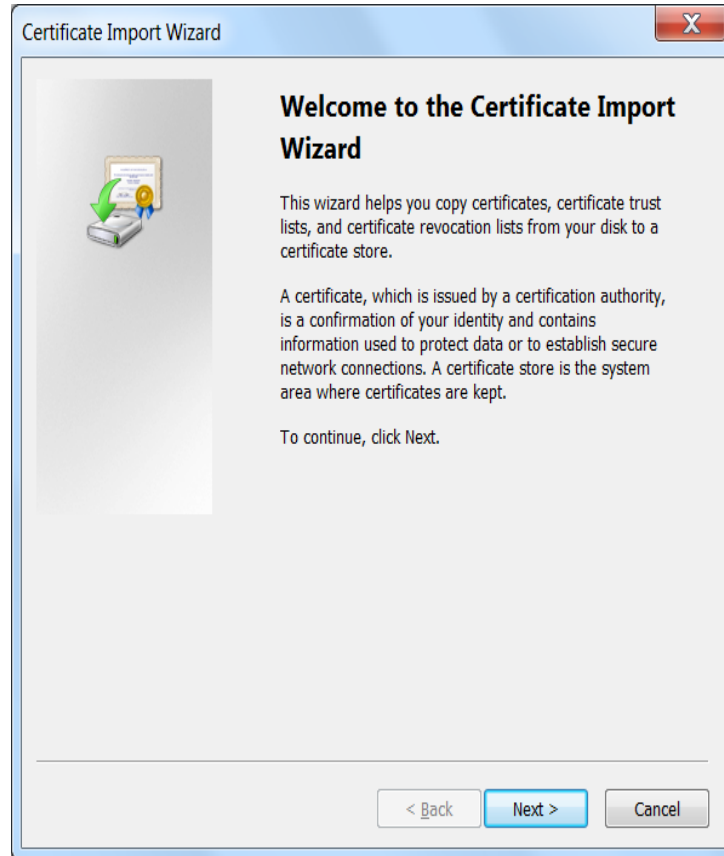 Certificate Import Wizard
X
Welcome to the Certificate Import
Wizard
This wizard helps you copy certificates, certificate trust
lists, and certificate revocation lists from your disk to a
certificate store.
A certificate, which is issued by a certification authority,
is a confirmation of your identity and contains
information used to protect data or to establish secure
network connections. A certificate store is the system
area where certificates are kept.
To continue, click Next.
< Back Next > Cancel